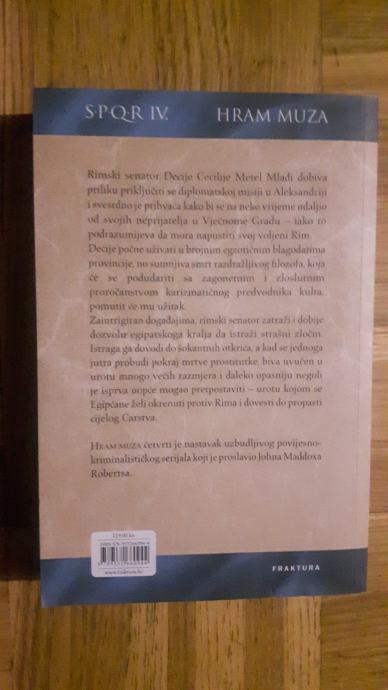 S·P·Q·R IV. HRAM MUZA
Rimski senator Decije Cecilije Metel Mlađi dobiva
priliku priključiti se diplomatskoj misiji u Aleksandriji
i svesrdno je prihvaća kako bi se na neko vrijeme udaljio
od svojih neprijatelja u Vječnome Gradu – iako to
podrazumijeva da mora napustiti svoj voljeni Rim.
Decije počne uživati u brojnim egzotičnim blagodatima
provincije, no sumnjiva smrt razdražljivog filozofa, koja
će se podudariti sa zagonetnim i zloslutnim
proročanstvom karizmatičnog predvodnika kulta,
pomutit će mu užitak.
Zaintrigiran događajima, rimski senator zatraži i dobije
dozvolu egipatskoga kralja da istraži strašni zločin.
Istraga ga dovodi do šokantnih otkrića, a kad se jednoga
jutra probudi pokraj mrtve prostitutke, biva uvučen u
urotu mnogo većih razmjera i daleko opasniju negoli
je isprva uopće mogao pretpostaviti – urotu kojom se
Egipćane želi okrenuti protiv Rima i dovesti do propasti
cijelog Carstva.
HRAM MUZA četvrti je nastavak uzbudljivog povijesno-
kriminalističkog serijala koji je proslavio Johna Maddoxa
Robertsa.
www.fraktura.hr
FRAKTURA